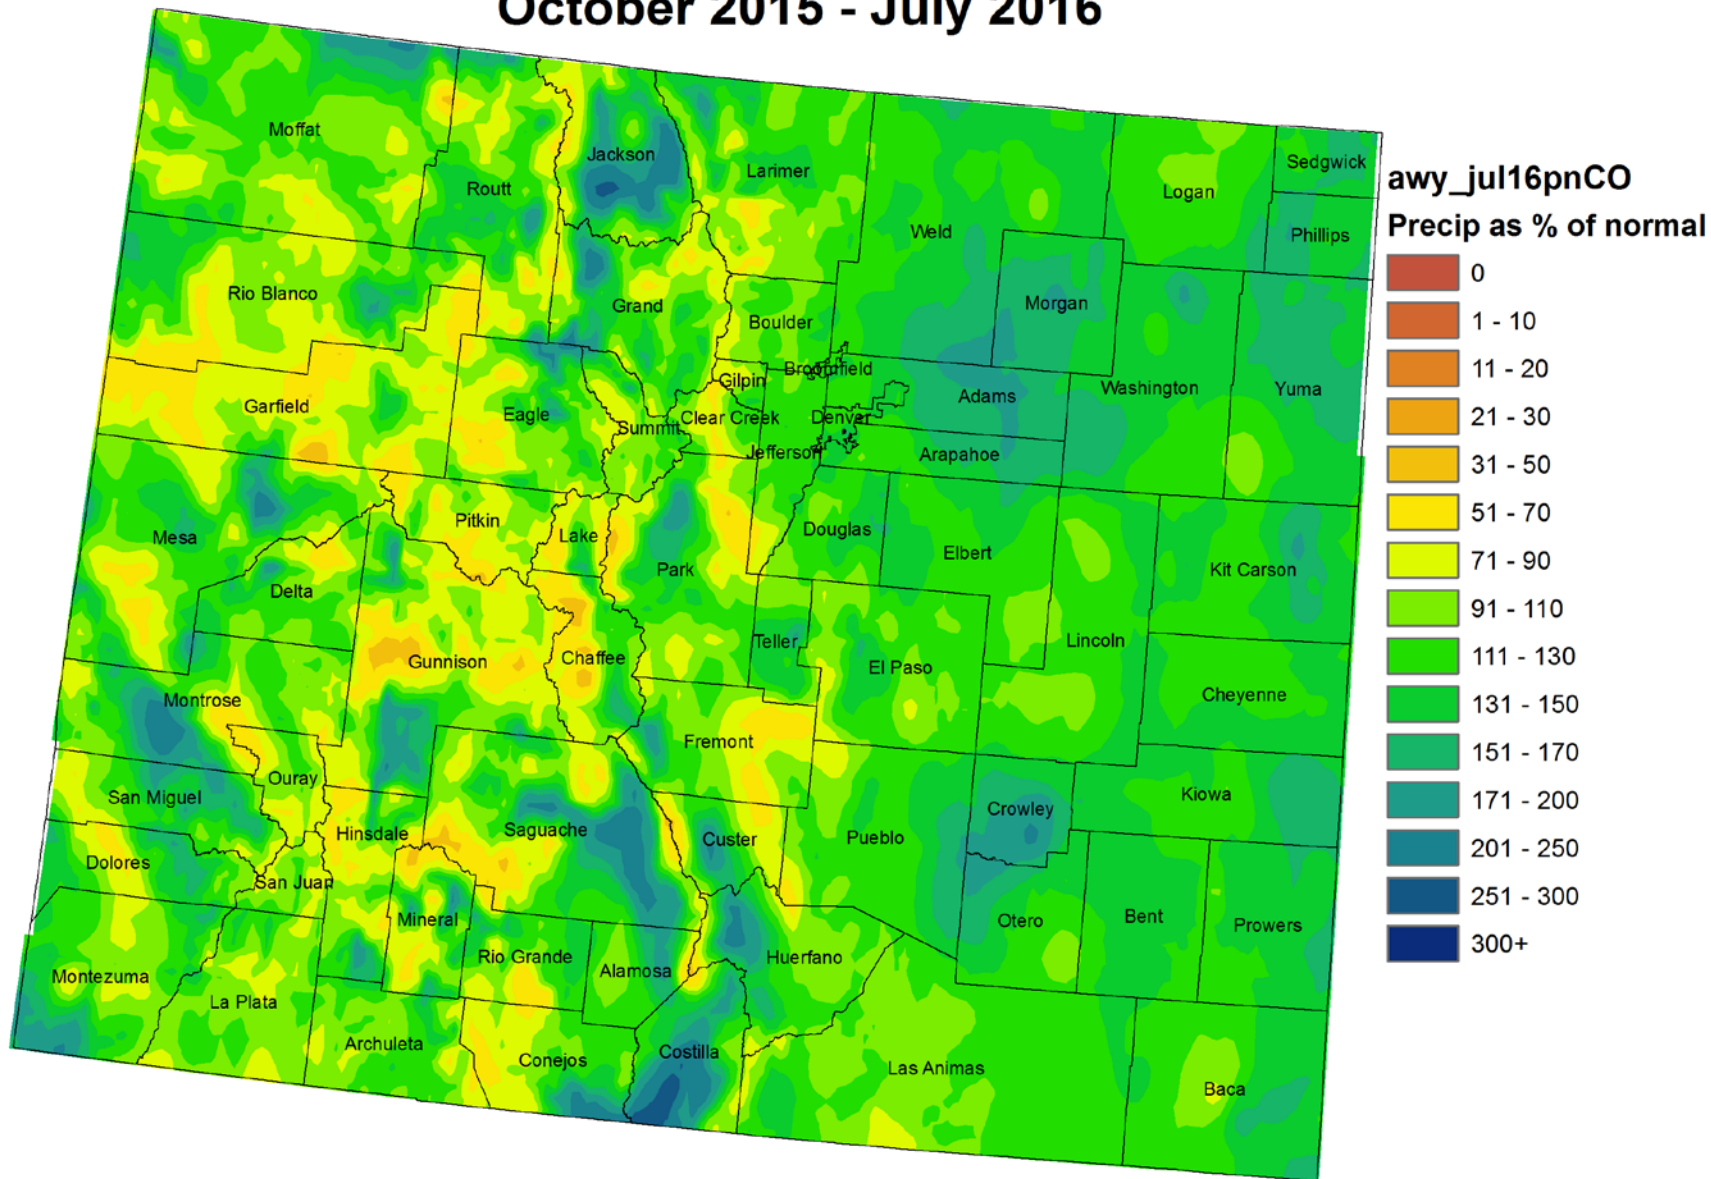 October 2015 - July 2016
Moffat
Jackson
Routt
Larimer
Logan
Sedgwick
Phillips
Weld
Rio Blanco
Grand
Boulder
Morgan
Broomfield
Gilpin
Garfield
Eagle
Summit
Clear Creek
Denver
Adams
Washington
Yuma
Jefferson
Arapahoe
Mesa
Pitkin
Lake
Park
Douglas
Elbert
Kit Carson
Delta
Gunnison
Chaffee
Teller
El Paso
Lincoln
Cheyenne
Montrose
Fremont
Ouray
San Miguel
Hinsdale
Saguache
Custer
Pueblo
Crowley
Kiowa
Dolores
San Juan
Mineral
Rio Grande
Alamosa
Huerfano
Otero
Bent
Prowers
Montezuma
La Plata
Archuleta
Conejos
Costilla
Las Animas
Baca
awy_jul16pnCO
Precip as % of normal
0
1 - 10
11 - 20
21 - 30
31 - 50
51 - 70
71 - 90
91 - 110
111 - 130
131 - 150
151 - 170
171 - 200
201 - 250
251 - 300
300+